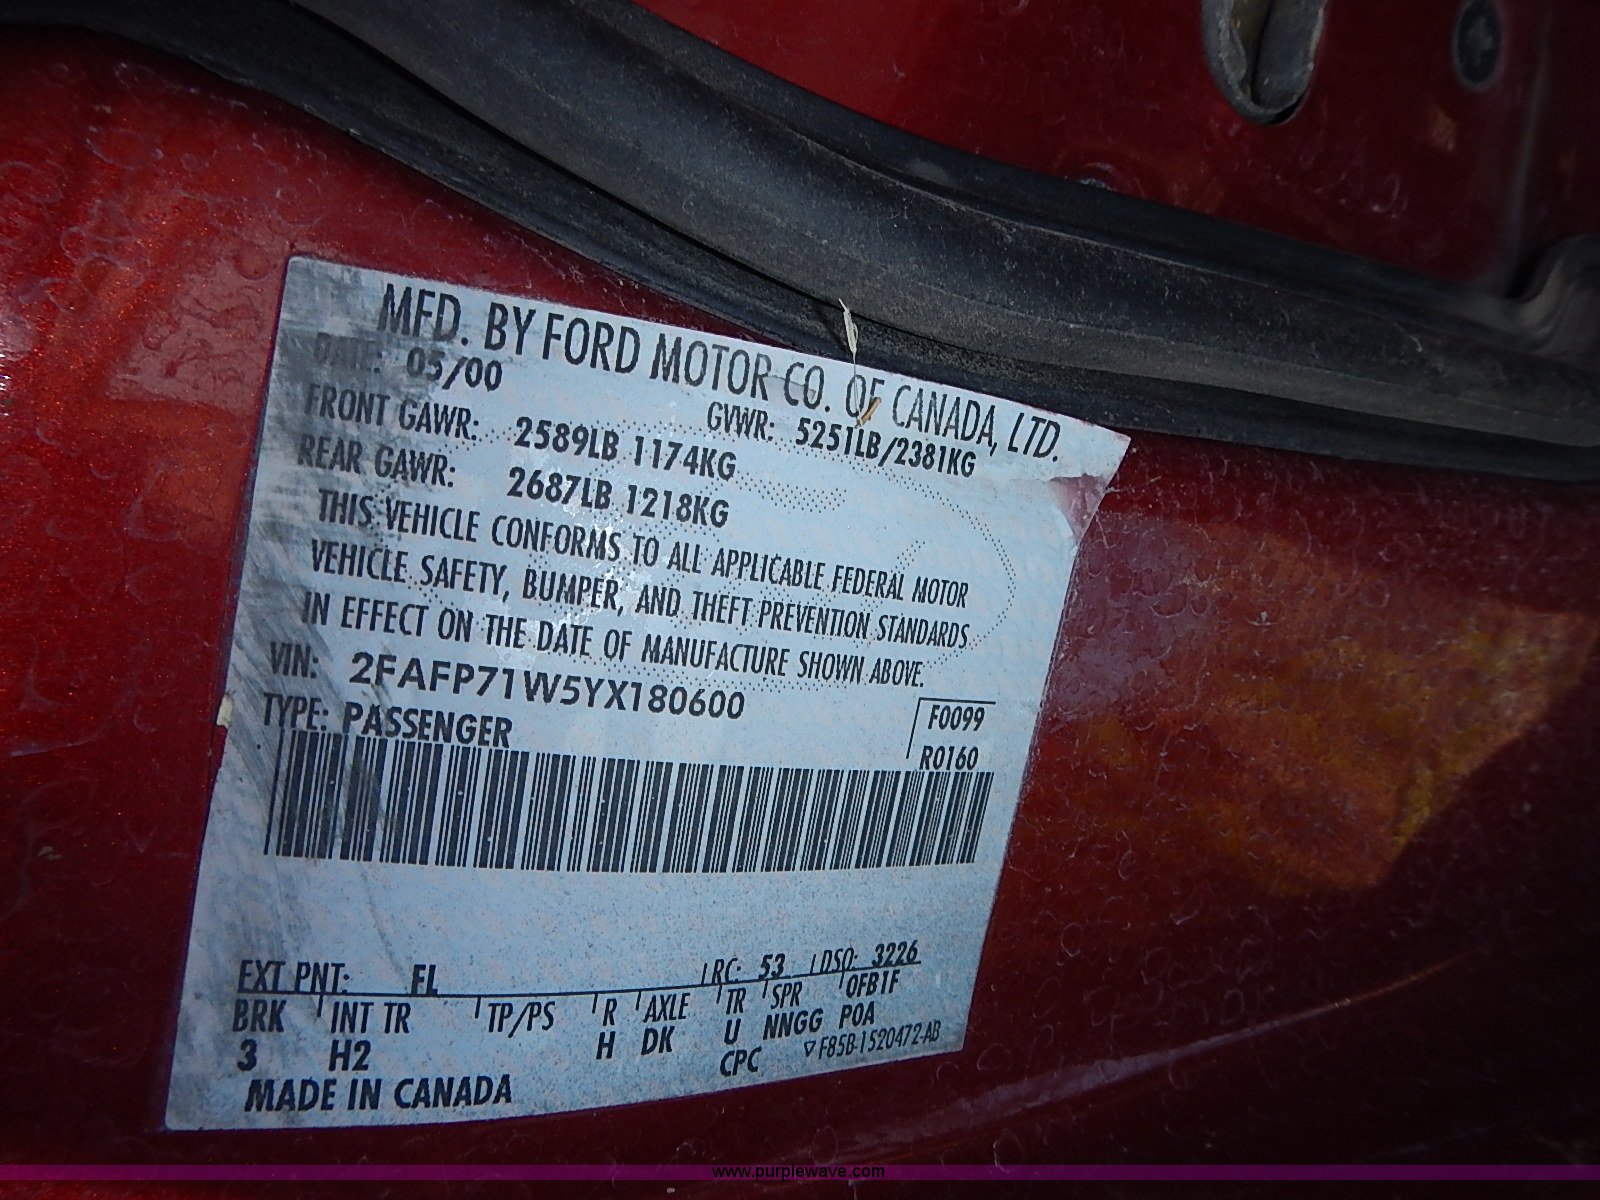 MFD. BY FORD MOTOR CO. OF CANADA, LTD.
DATE: 05/00
GVWR: 5251LB/2381KG
FRONT GAWR: 2589LB 1174KG
REAR GAWR: 2687LB 1218KG
THIS VEHICLE CONFORMS TO ALL APPLICABLE FEDERAL MOTOR
VEHICLE SAFETY, BUMPER, AND THEFT PREVENTION STANDARDS
IN EFFECT ON THE DATE OF MANUFACTURE SHOWN ABOVE.
VIN: 2FAFP71W5YX180600
TYPE: PASSENGER
F0099
R0160
EXT PNT: FL RC: 53 DSO: 3226
BRK INT TR TP/PS R AXLE TR SPR OFB1F
3 H2 H DK U NNGG POA
CPC ▽F85B-1520472-AB
MADE IN CANADA
www.purplewave.com